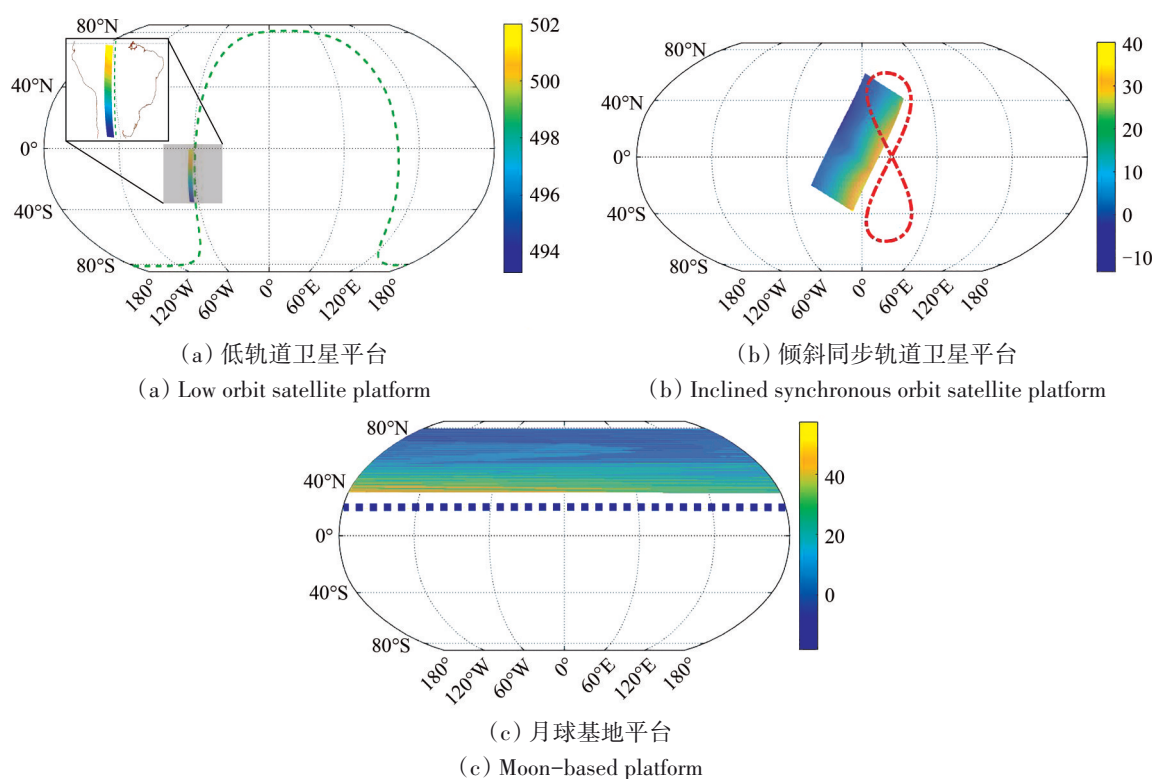 80°N
40°N
0°
40°S
80°S
180°
120°W
60°W
0°
60°E
120°E
180°
502
500
498
496
494
(a) 低轨道卫星平台
(a) Low orbit satellite platform
80°N
40°N
0°
40°S
80°S
180°
120°W
60°W
0°
60°E
120°E
180°
40
30
20
10
0
-10
(b) 倾斜同步轨道卫星平台
(b) Inclined synchronous orbit satellite platform
80°N
40°N
0°
40°S
80°S
180°
120°W
60°W
0°
60°E
120°E
180°
40
20
0
(c) 月球基地平台
(c) Moon-based platform